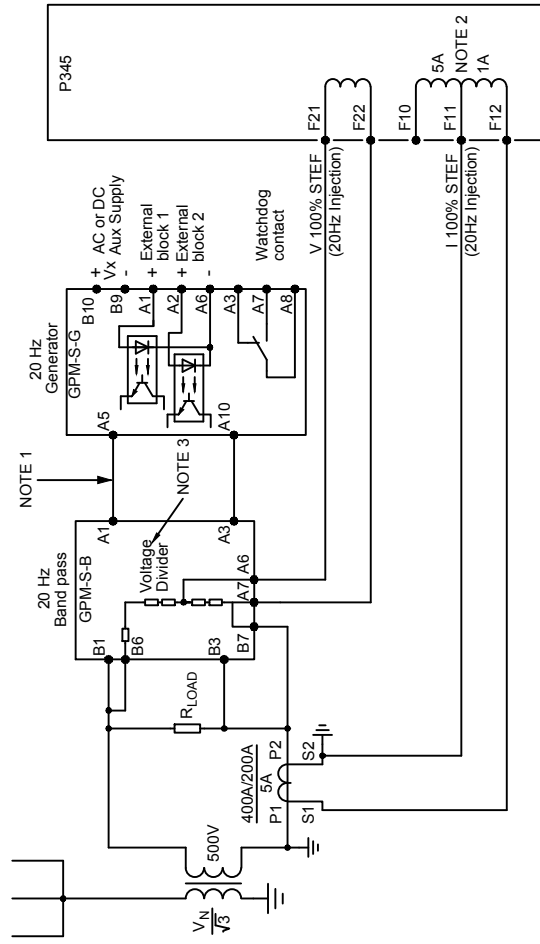 P345
F21
F22
F10
F11
F12
5A
NOTE 2
1A
V 100% STEF
(20Hz Injection)
I 100% STEF
(20Hz Injection)
20 Hz
Generator
GPM-S-G
B10
+
AC or DC
B9
-
Vx Aux Supply
A1
+
External
block 1
A2
+
External
block 2
A6
-
A3
A7
A8
Watchdog
contact
A5
A10
NOTE 1
NOTE 3
20 Hz
Band pass
GPM-S-B
A1
A3
Voltage
Divider
A6
A7
B1
B6
B3
B7
RLOAD
400A/200A
5A
P1
P2
S1
S2
500V
VN
√3